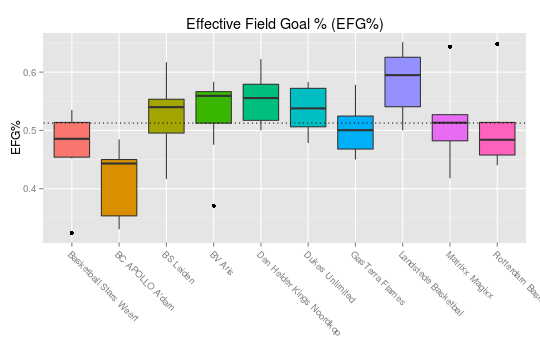 Effective Field Goal % (EFG%)
EFG%
0.6
0.5
0.4
Basketball Stars Weert
BC APOLLO A'dam
BS Leiden
BV Aris
Den Helder Kings Noordkop
Dukes Unlimited
GasTerra Flames
Landstede Basketbal
Matrixx Magixx
Rotterdam Bas